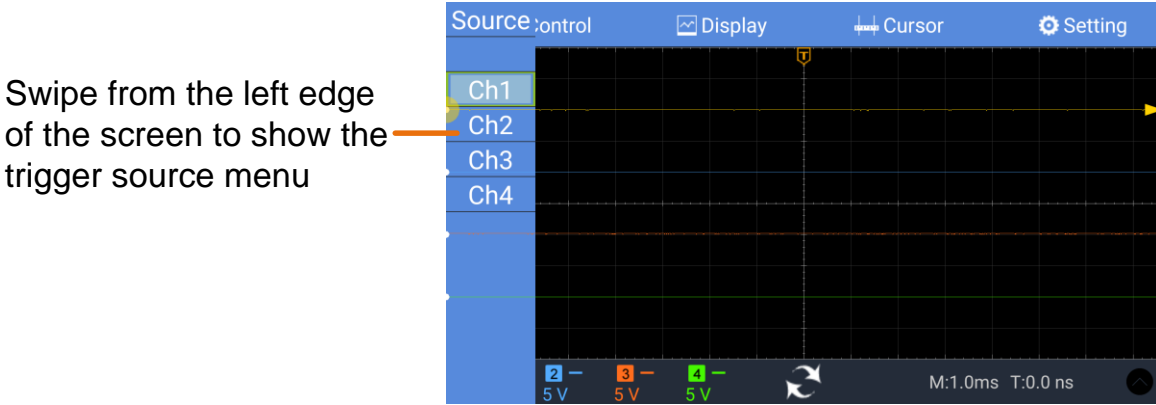 Swipe from the left edge
of the screen to show the
trigger source menu
Source Control Display Cursor Setting
T
Ch1
Ch2
Ch3
Ch4
2 3 4
5 V 5 V 5 V M:1.0ms T:0.0 ns